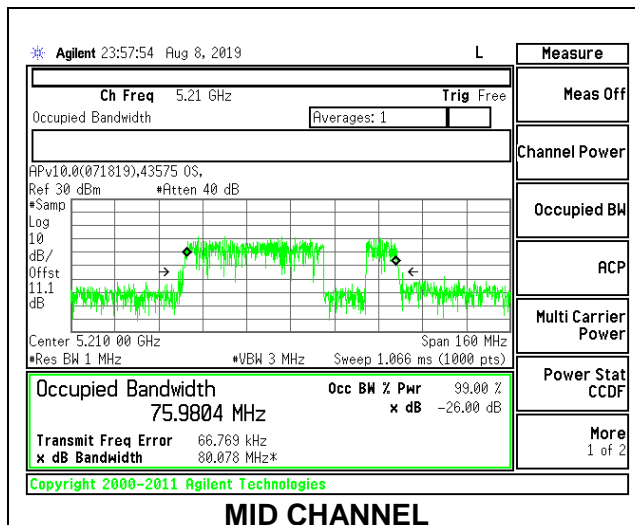 Agilent 23:57:54 Aug 8, 2019 L
Measure
Ch Freq 5.21 GHz Trig Free
Meas Off
Occupied Bandwidth Averages: 1
Channel Power
APv10.0(071819),43575 OS,
Ref 30 dBm #Atten 40 dB
#Samp
Log
10
dB/
Offst
11.1
dB
Occupied BW
ACP
Multi Carrier
Power
Center 5.210 00 GHz Span 160 MHz
#Res BW 1 MHz #VBW 3 MHz Sweep 1.066 ms (1000 pts)
Power Stat
CCDF
Occupied Bandwidth Occ BW % Pwr 99.00 %
75.9804 MHz x dB -26.00 dB
Transmit Freq Error 66.769 kHz
x dB Bandwidth 80.078 MHz*
More
1 of 2
Copyright 2000-2011 Agilent Technologies
MID CHANNEL